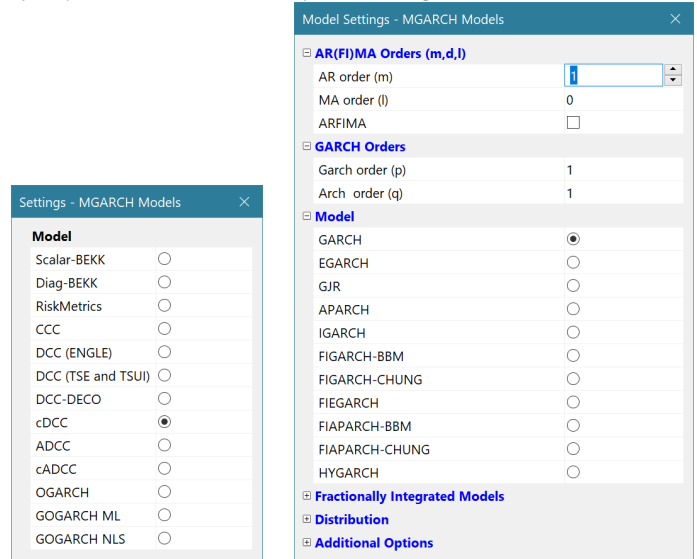 Settings - MGARCH Models
Model
Scalar-BEKK
Diag-BEKK
RiskMetrics
CCC
DCC (ENGLE)
DCC (TSE and TSUI)
DCC-DECO
cDCC
ADCC
cADCC
OGARCH
GOGARCH ML
GOGARCH NLS
Model Settings - MGARCH Models
AR(FI)MA Orders (m,d,l)
AR order (m) 1
MA order (l) 0
ARFIMA
GARCH Orders
Garch order (p) 1
Arch order (q) 1
Model
GARCH
EGARCH
GJR
APARCH
IGARCH
FIGARCH-BBM
FIGARCH-CHUNG
FIEGARCH
FIAPARCH-BBM
FIAPARCH-CHUNG
HYGARCH
Fractionally Integrated Models
Distribution
Additional Options